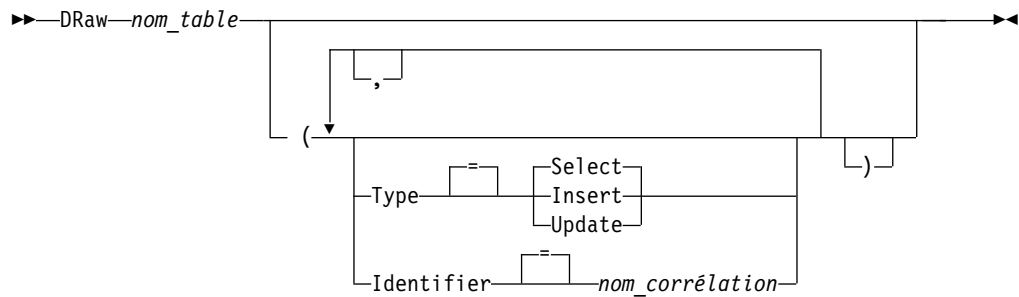 DRaw nom_table
,
(
)
= Select
Type Insert
Update
=
Identifier nom_corrélation